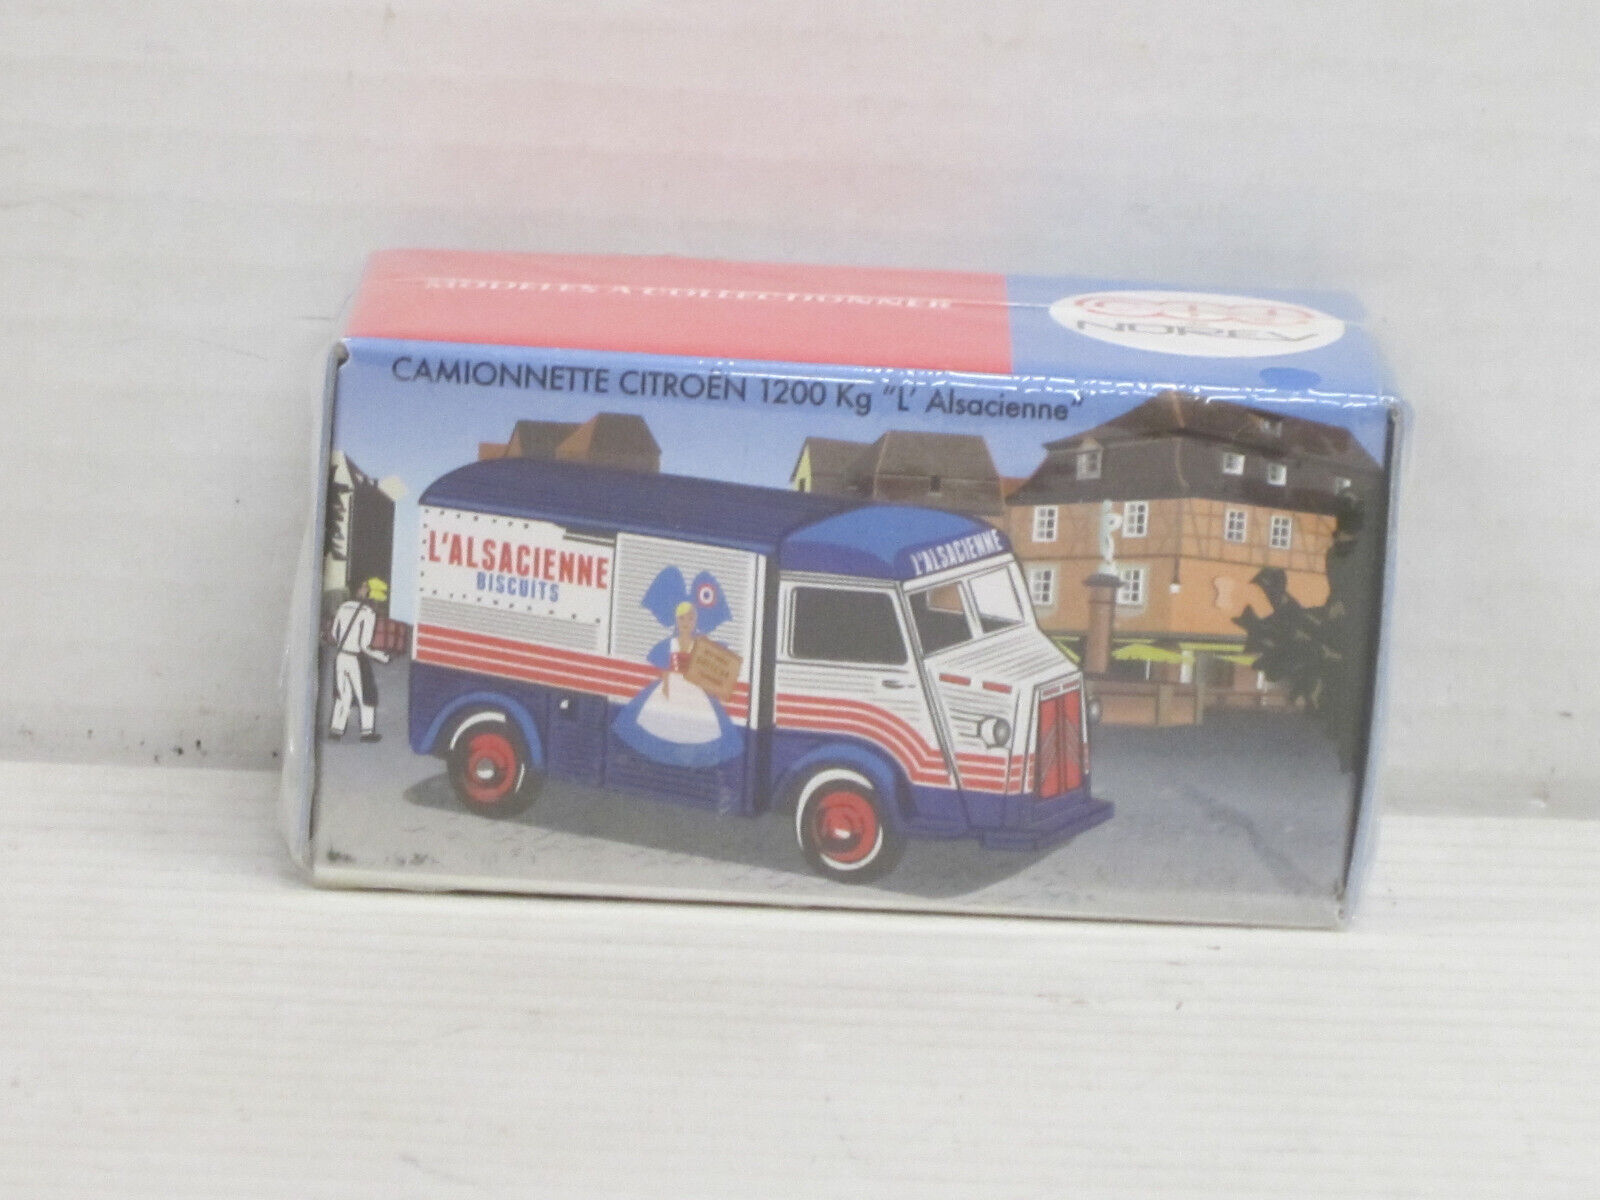 MODELES A COLLECTIONNER
NOREV
CAMIONNETTE CITROËN 1200 Kg "L' Alsacienne"
L'ALSACIENNE
BISCUITS
L'ALSACIENNE